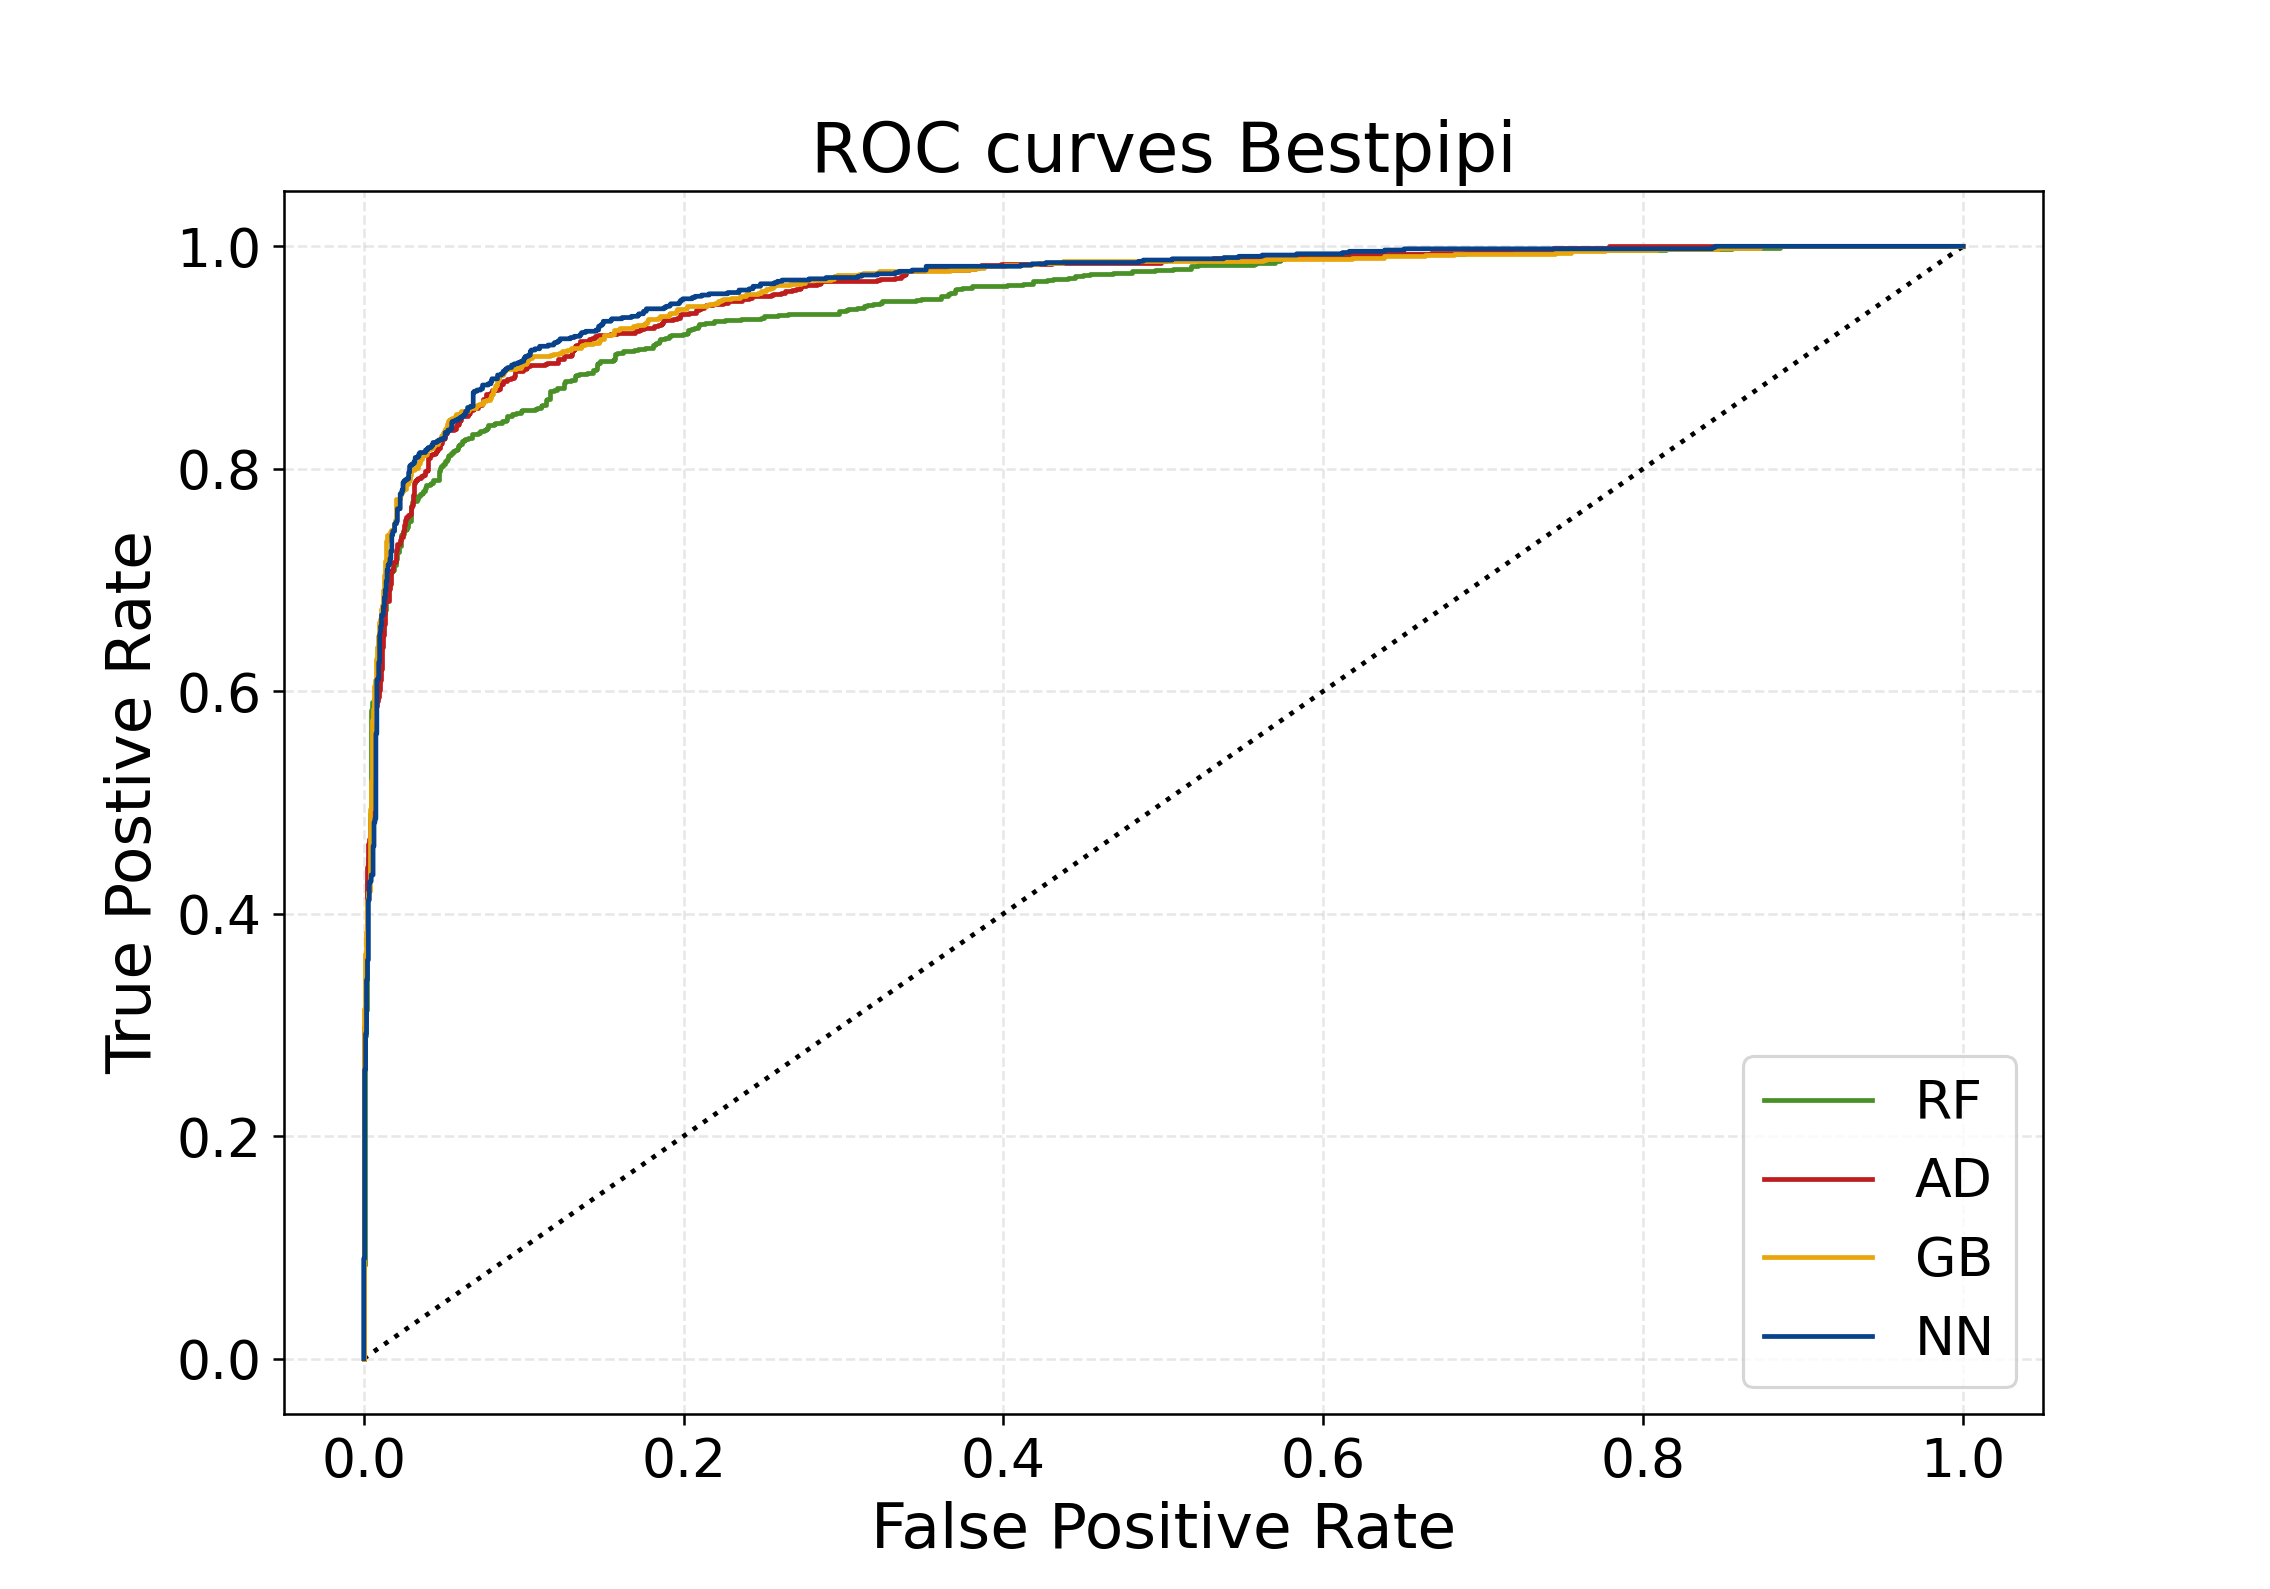 ROC curves Bestpipi
True Postive Rate
1.0
0.8
0.6
0.4
0.2
0.0
RF
AD
GB
NN
0.0 0.2 0.4 0.6 0.8 1.0
False Positive Rate